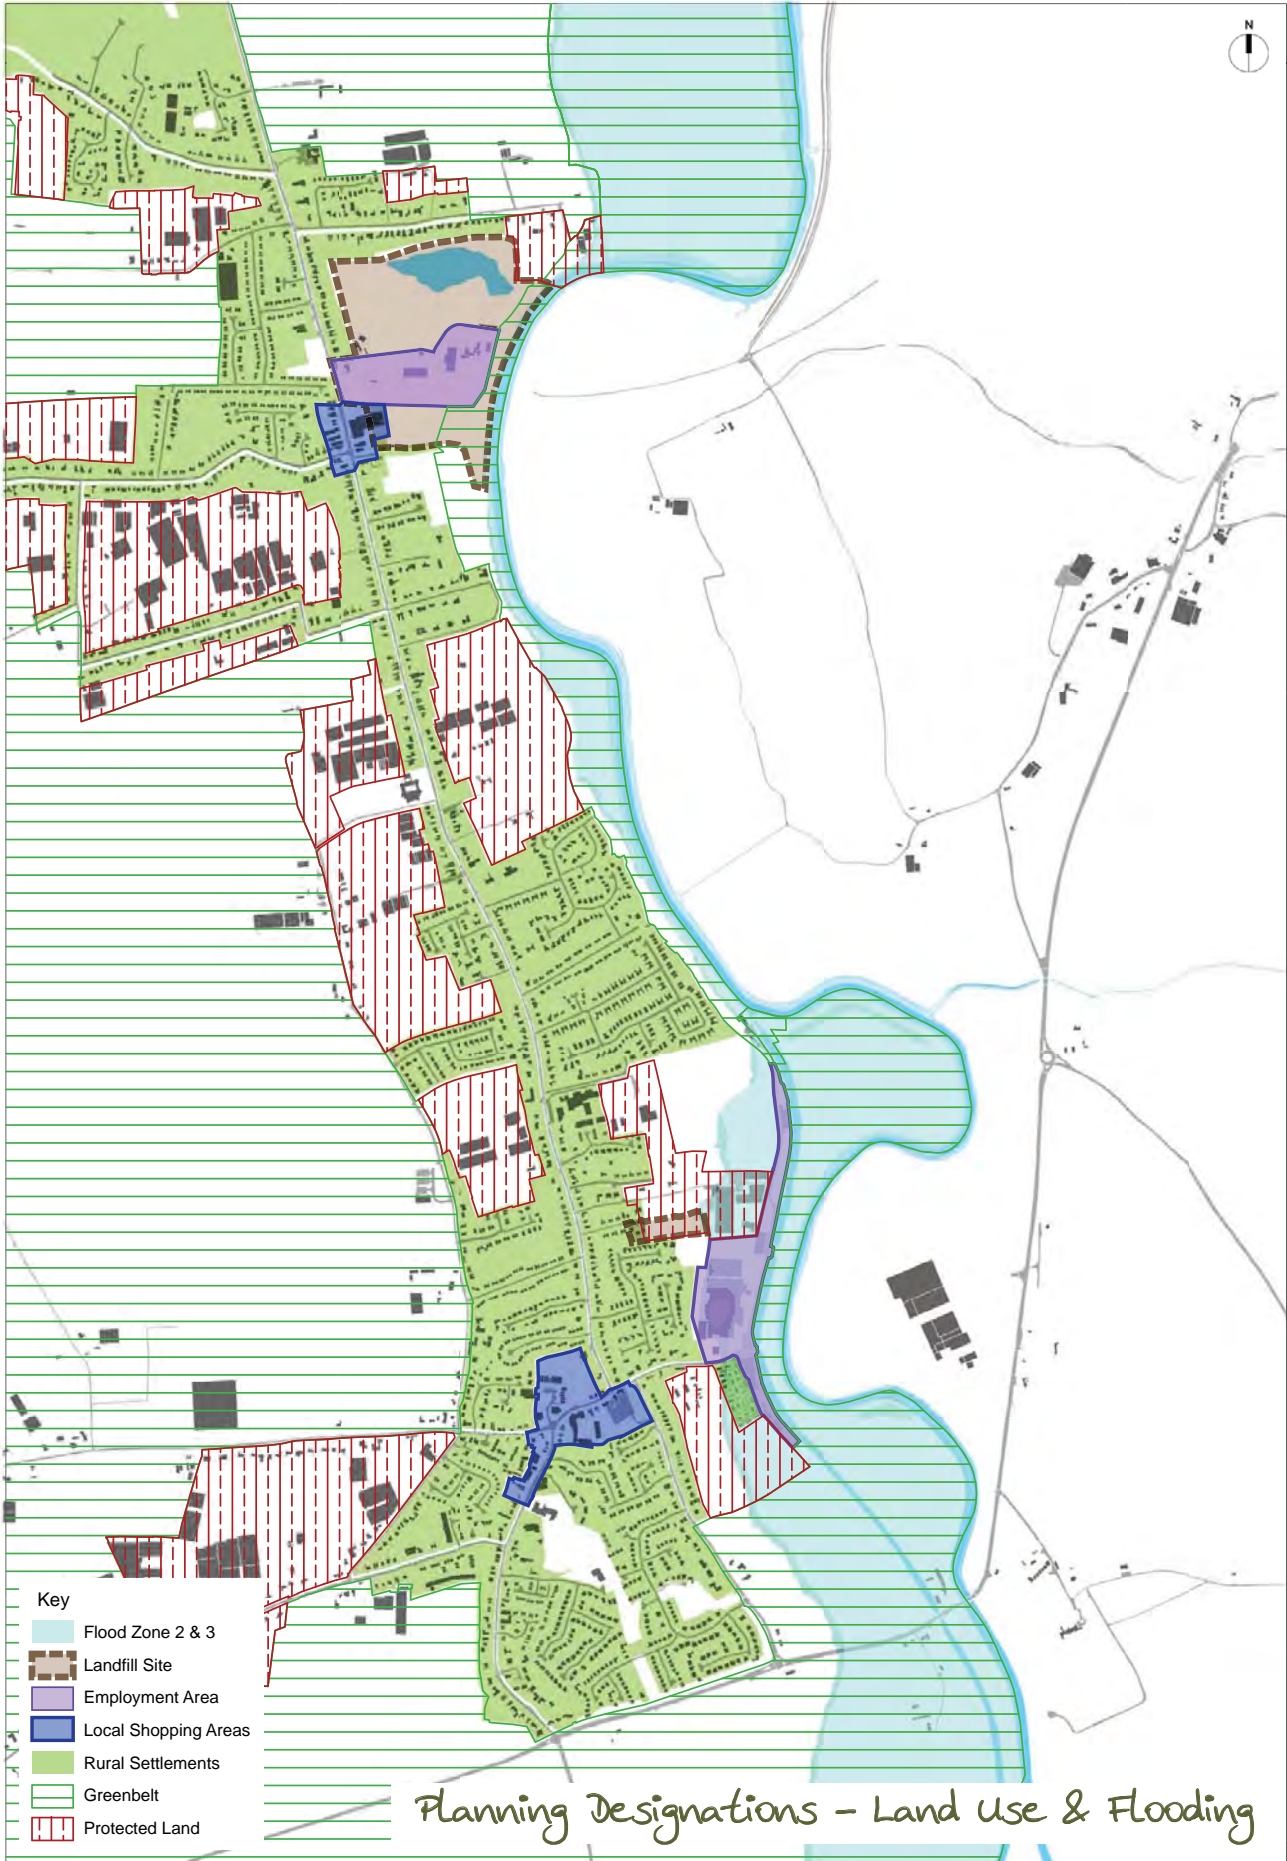 N
Key
Flood Zone 2 & 3
Landfill Site
Employment Area
Local Shopping Areas
Rural Settlements
Greenbelt
Protected Land
Planning Designations - Land Use & Flooding